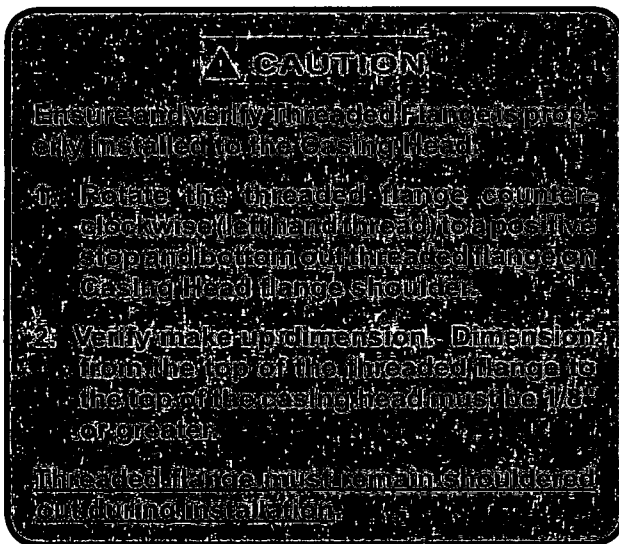 CAUTION
Ensure and verify Threaded Flange is prop-
erly installed to the Casing Head.
1. Rotate the threaded flange counter-
clockwise (left hand thread) to a positive
stop and bottom out threaded flange on
Casing Head flange shoulder.
2. Verify make up dimension. Dimension
from the top of the threaded flange to
the top of the casing head must be 1/8"
or greater.
Threaded flange must remain shouldered
out during installation.